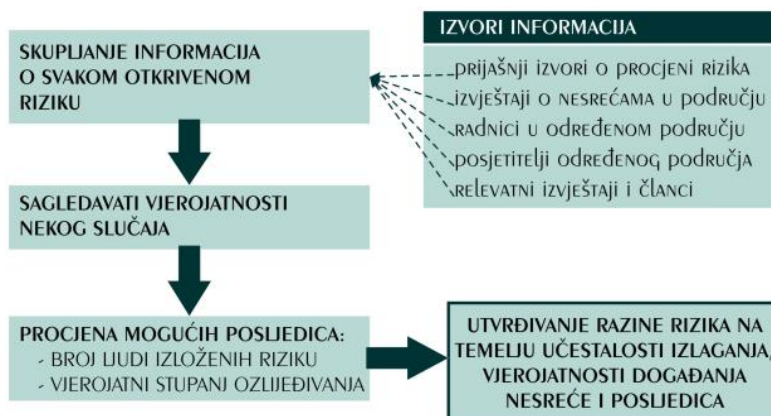 SKUPLJANJE INFORMACIJA
O SVAKOM OTKRIVENOM
RIZIKU
IZVORI INFORMACIJA
PRIJAŠNJI IZVORI O PROCJENI RIZIKA
IZVJEŠTAJI O NESREĆAMA U PODRUČJU
RADNICI U ODREĐENOM PODRUČJU
POSJETITELJI ODREĐENOG PODRUČJA
RELEVATNI IZVJEŠTAJI I ČLANCI
SAGLEDAVATI VJEROJATNOSTI
NEKOG SLUČAJA
PROCJENA MOGUĆIH POSLJEDICA:
- BROJ LJUDI IZLOŽENIH RIZIKU
- VJEROJATNI STUPANJ OZLIJEĐIVANJA
UTVRĐIVANJE RAZINE RIZIKA NA
TEMELJU UČESTALOSTI IZLAGANJA,
VJEROJATNOSTI DOGAĐANJA
NESREĆE I POSLJEDICA